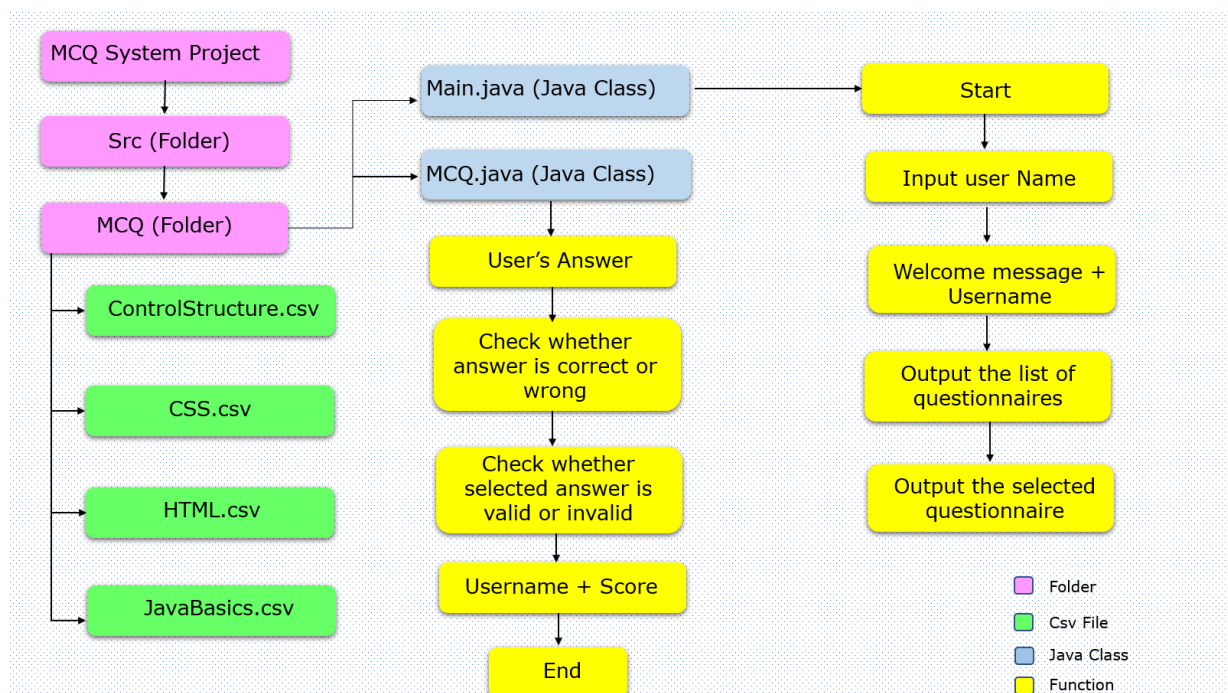 MCQ System Project
Src (Folder)
MCQ (Folder)
ControlStructure.csv
CSS.csv
HTML.csv
JavaBasics.csv
Main.java (Java Class)
MCQ.java (Java Class)
User's Answer
Check whether
answer is correct or
wrong
Check whether
selected answer is
valid or invalid
Username + Score
End
Start
Input user Name
Welcome message +
Username
Output the list of
questionnaires
Output the selected
questionnaire
Folder
Csv File
Java Class
Function